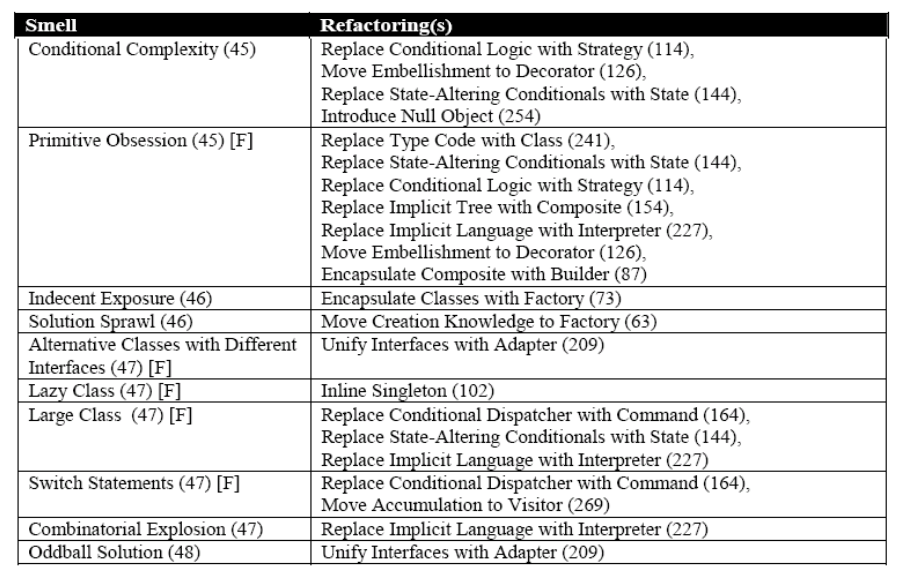 Smell Refactoring(s)
Conditional Complexity (45) Replace Conditional Logic with Strategy (114),
Move Embellishment to Decorator (126),
Replace State-Altering Conditionals with State (144),
Introduce Null Object (254)
Primitive Obsession (45) [F] Replace Type Code with Class (241),
Replace State-Altering Conditionals with State (144),
Replace Conditional Logic with Strategy (114),
Replace Implicit Tree with Composite (154),
Replace Implicit Language with Interpreter (227),
Move Embellishment to Decorator (126),
Encapsulate Composite with Builder (87)
Indecent Exposure (46) Encapsulate Classes with Factory (73)
Solution Sprawl (46) Move Creation Knowledge to Factory (63)
Alternative Classes with Different Unify Interfaces with Adapter (209)
Interfaces (47) [F]
Lazy Class (47) [F] Inline Singleton (102)
Large Class (47) [F] Replace Conditional Dispatcher with Command (164),
Replace State-Altering Conditionals with State (144),
Replace Implicit Language with Interpreter (227)
Switch Statements (47) [F] Replace Conditional Dispatcher with Command (164),
Move Accumulation to Visitor (269)
Combinatorial Explosion (47) Replace Implicit Language with Interpreter (227)
Oddball Solution (48) Unify Interfaces with Adapter (209)